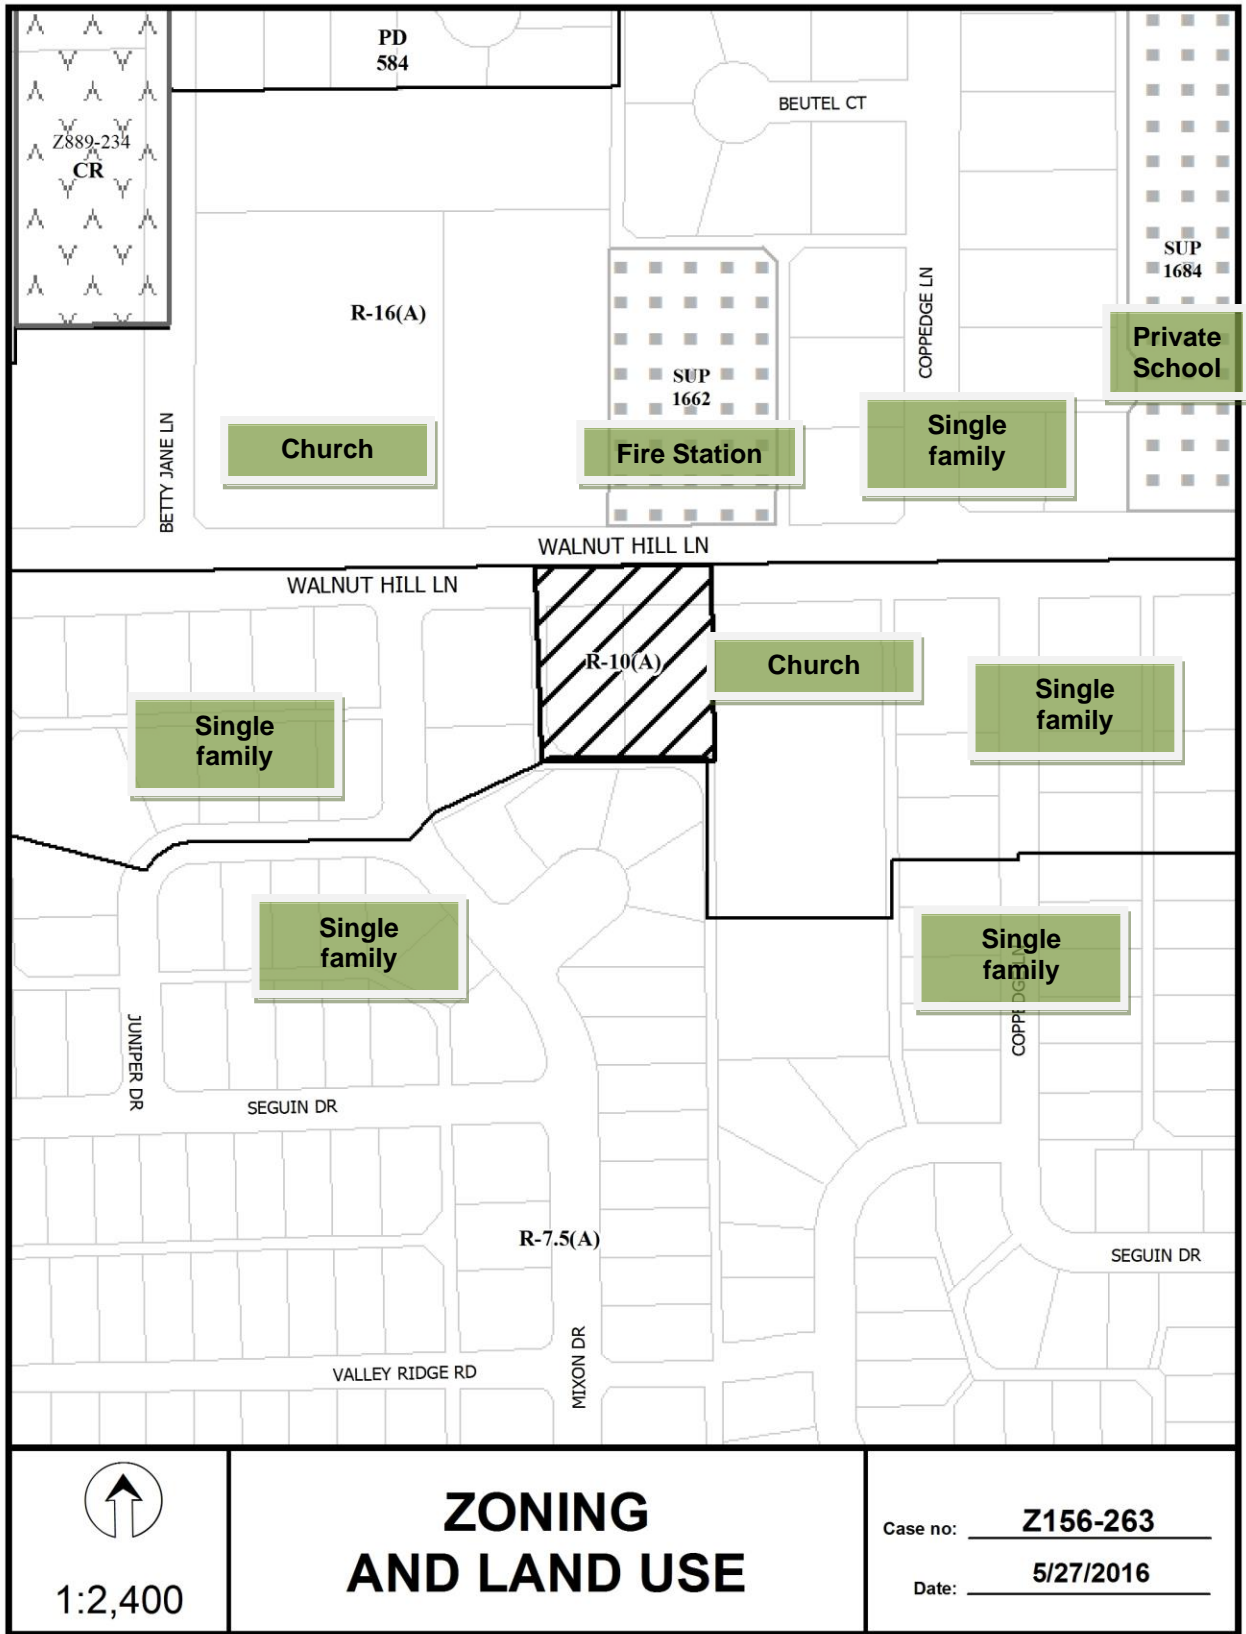 PD
584
BEUTEL CT
Z889-234
CR
SUP
1684
R-16(A)
COPPEDGE LN
Private
School
SUP
1662
BETTY JANE LN
Church
Fire Station
Single
family
WALNUT HILL LN
WALNUT HILL LN
R-10(A)
Church
Single
family
Single
family
Single
family
Single
family
COPPEDGE LN
JUNIPER DR
SEGUIN DR
R-7.5(A)
SEGUIN DR
MIXON DR
VALLEY RIDGE RD
1:2,400
ZONING
AND LAND USE
Case no: Z156-263
Date: 5/27/2016